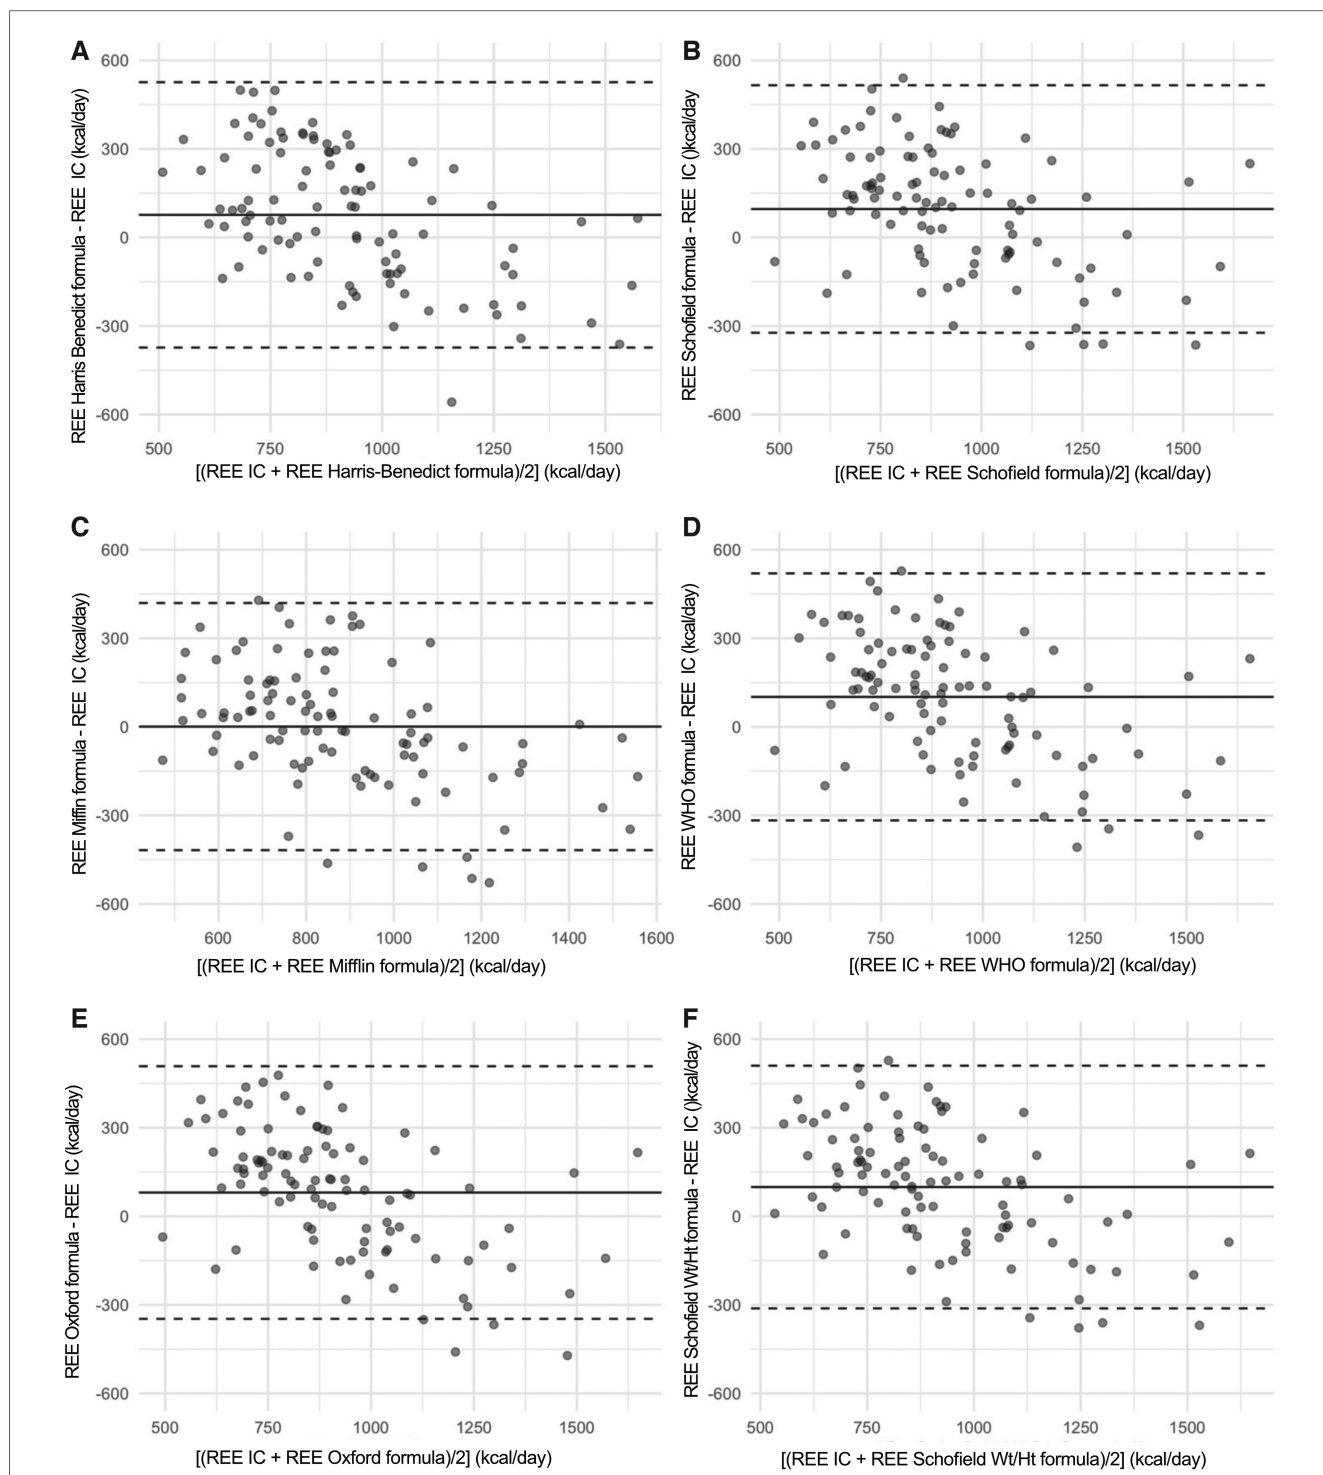 A
600
300
0
-300
-600
REE Harris Benedict formula - REE IC (kcal/day)
500 750 1000 1250 1500
[(REE IC + REE Harris-Benedict formula)/2] (kcal/day)
B
600
300
0
-300
-600
REE Schofield formula - REE IC ()kcal/day
500 750 1000 1250 1500
[(REE IC + REE Schofield formula)/2] (kcal/day)
C
600
300
0
-300
-600
REE Miffin formula - REE IC (kcal/day)
600 800 1000 1200 1400 1600
[(REE IC + REE Mifflin formula)/2] (kcal/day)
D
600
300
0
-300
-600
REE WHO formula - REE IC (kcal/day)
500 750 1000 1250 1500
[(REE IC + REE WHO formula)/2] (kcal/day)
E
600
300
0
-300
-600
REE Oxford formula - REE IC (kcal/day)
500 750 1000 1250 1500
[(REE IC + REE Oxford formula)/2] (kcal/day)
F
600
300
0
-300
-600
REE Schofield Wt/Ht formula - REE IC ()kcal/day
500 750 1000 1250 1500
[(REE IC + REE Schofield Wt/Ht formula)/2] (kcal/day)